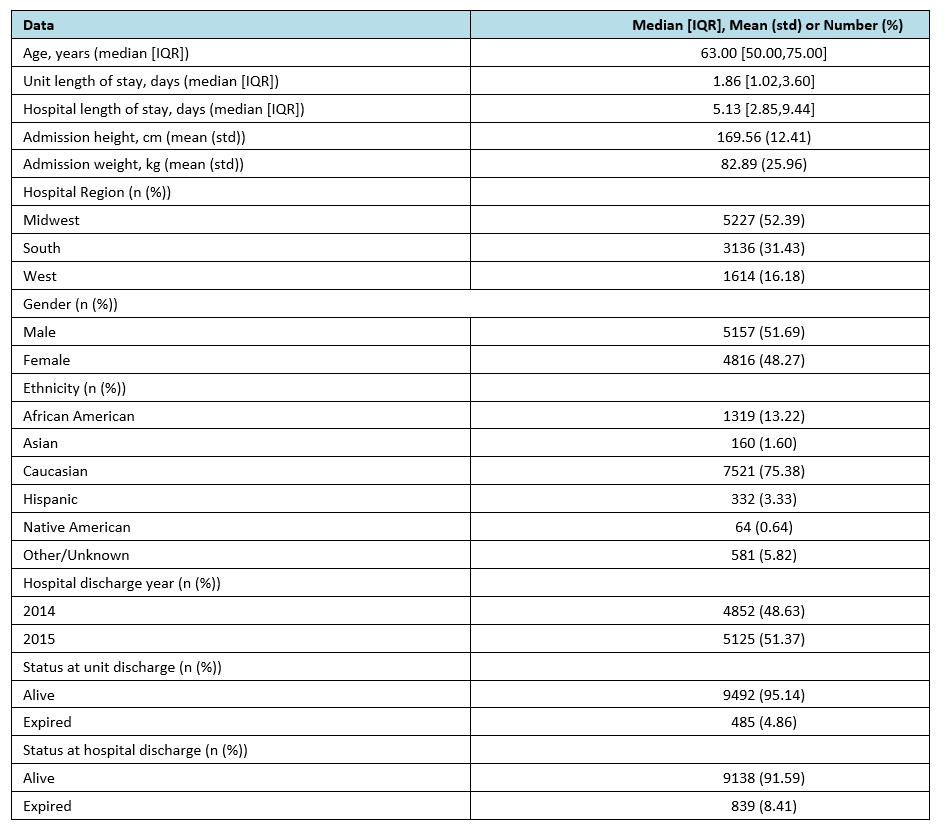 Data Median [IQR], Mean (std) or Number (%)
Age, years (median [IQR]) 63.00 [50.00,75.00]
Unit length of stay, days (median [IQR]) 1.86 [1.02,3.60]
Hospital length of stay, days (median [IQR]) 5.13 [2.85,9.44]
Admission height, cm (mean (std)) 169.56 (12.41)
Admission weight, kg (mean (std)) 82.89 (25.96)
Hospital Region (n (%))
Midwest 5227 (52.39)
South 3136 (31.43)
West 1614 (16.18)
Gender (n (%))
Male 5157 (51.69)
Female 4816 (48.27)
Ethnicity (n (%))
African American 1319 (13.22)
Asian 160 (1.60)
Caucasian 7521 (75.38)
Hispanic 332 (3.33)
Native American 64 (0.64)
Other/Unknown 581 (5.82)
Hospital discharge year (n (%))
2014 4852 (48.63)
2015 5125 (51.37)
Status at unit discharge (n (%))
Alive 9492 (95.14)
Expired 485 (4.86)
Status at hospital discharge (n (%))
Alive 9138 (91.59)
Expired 839 (8.41)